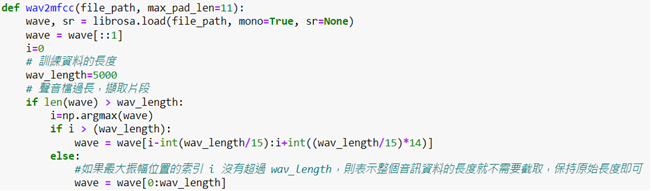 def wav2mfcc(file_path, max_pad_len=11):
    wave, sr = librosa.load(file_path, mono=True, sr=None)
    wave = wave[::1]
    i=0
    # 訓練資料的長度
    wav_length=5000
    # 聲音檔過長，擷取片段
    if len(wave) > wav_length:
        i=np.argmax(wave)
        if i > (wav_length):
            wave = wave[i-int(wav_length/15):i+int((wav_length/15)*14)]
        else:
            #如果最大振幅位置的索引 i 沒有超過 wav_length，則表示整個音訊資料的長度就不需要截取，保持原始長度即可
            wave = wave[0:wav_length]